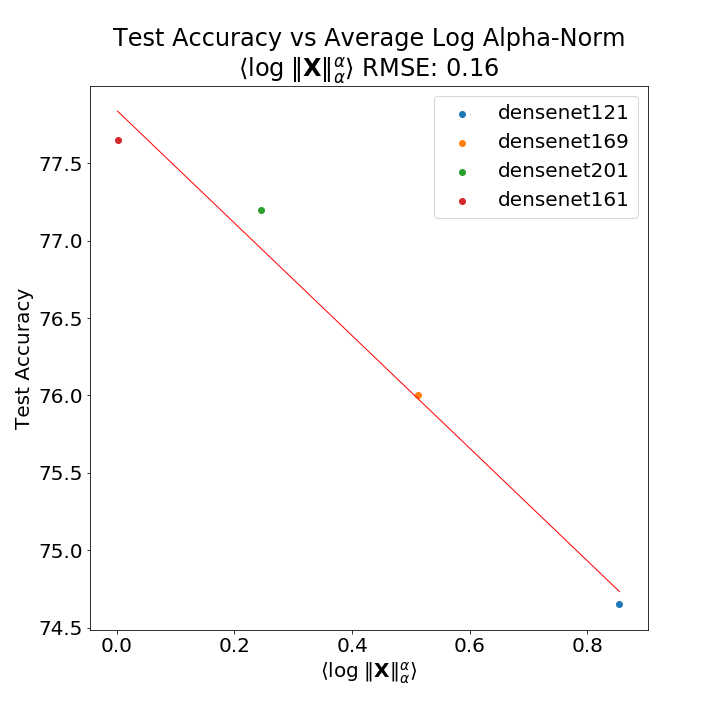 Test Accuracy vs Average Log Alpha-Norm
⟨log ‖𝐗‖αα⟩ RMSE: 0.16
densenet121
densenet169
densenet201
densenet161
77.5
77.0
76.5
76.0
75.5
75.0
74.5
Test Accuracy
0.0 0.2 0.4 0.6 0.8
⟨log ‖𝐗‖αα⟩